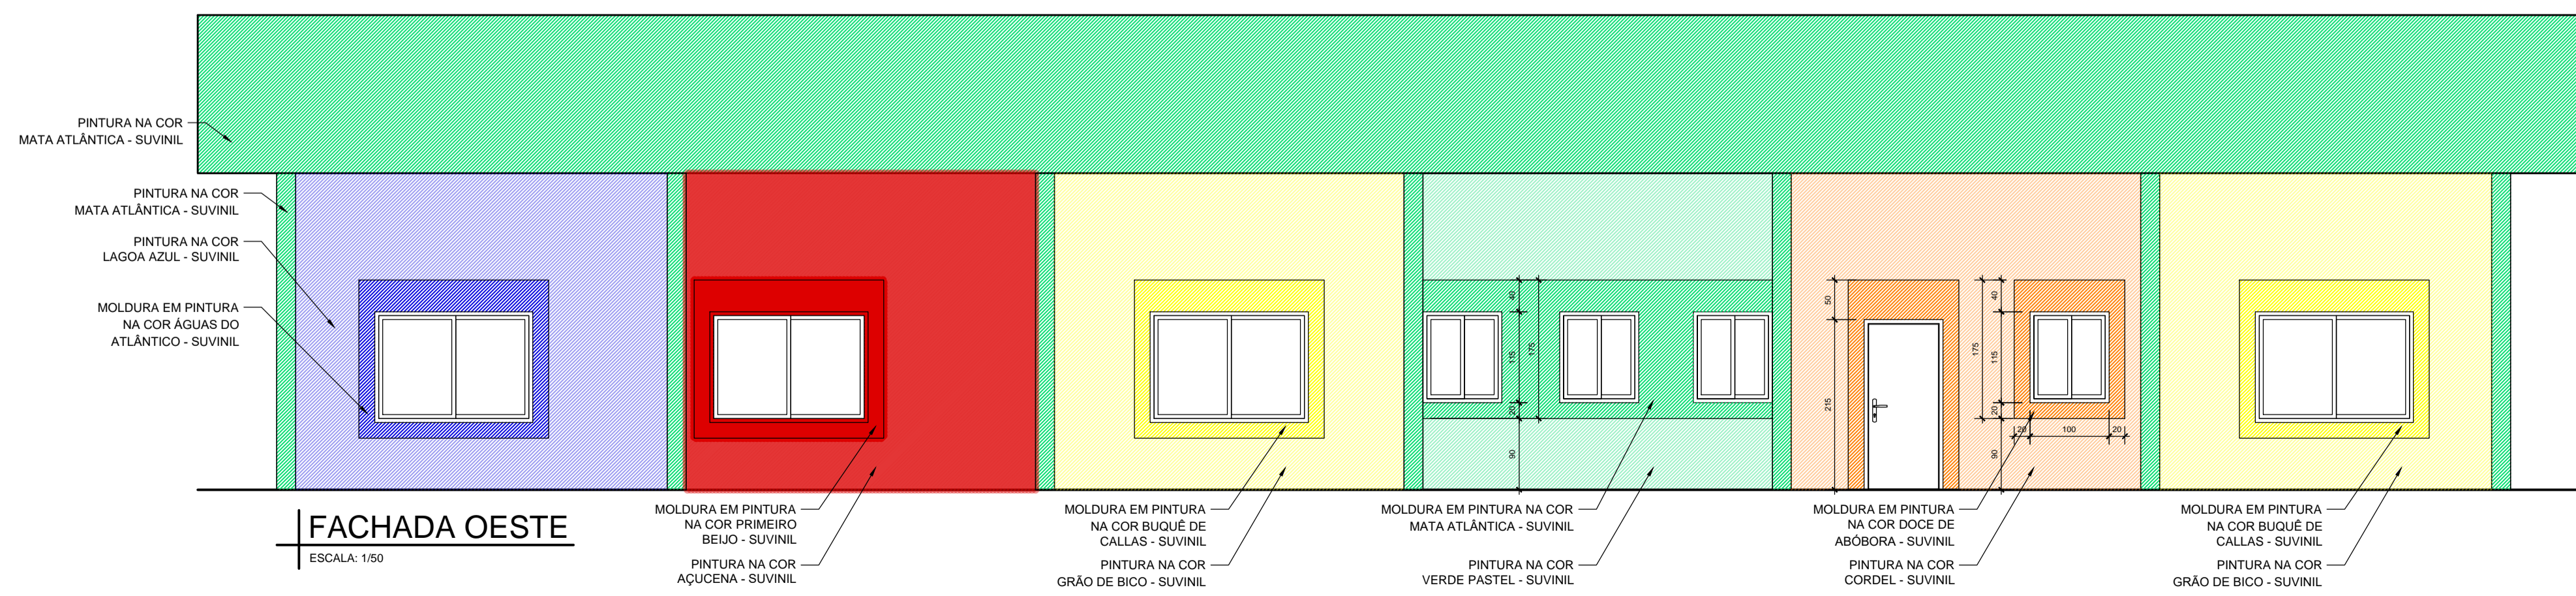 PINTURA NA COR
MATA ATLÂNTICA - SUVINIL
PINTURA NA COR
MATA ATLÂNTICA - SUVINIL
PINTURA NA COR
LAGOA AZUL - SUVINIL
MOLDURA EM PINTURA
NA COR ÁGUAS DO
ATLÂNTICO - SUVINIL
40
115
175
20
90
50
215
175
40
115
20
20
100
20
90
FACHADA OESTE
ESCALA: 1/50
MOLDURA EM PINTURA
NA COR PRIMEIRO
BEIJO - SUVINIL
PINTURA NA COR
AÇUCENA - SUVINIL
MOLDURA EM PINTURA
NA COR BUQUÊ DE
CALLAS - SUVINIL
PINTURA NA COR
GRÃO DE BICO - SUVINIL
MOLDURA EM PINTURA NA COR
MATA ATLÂNTICA - SUVINIL
PINTURA NA COR
VERDE PASTEL - SUVINIL
MOLDURA EM PINTURA
NA COR DOCE DE
ABÓBORA - SUVINIL
PINTURA NA COR
CORDEL - SUVINIL
MOLDURA EM PINTURA
NA COR BUQUÊ DE
CALLAS - SUVINIL
PINTURA NA COR
GRÃO DE BICO - SUVINIL